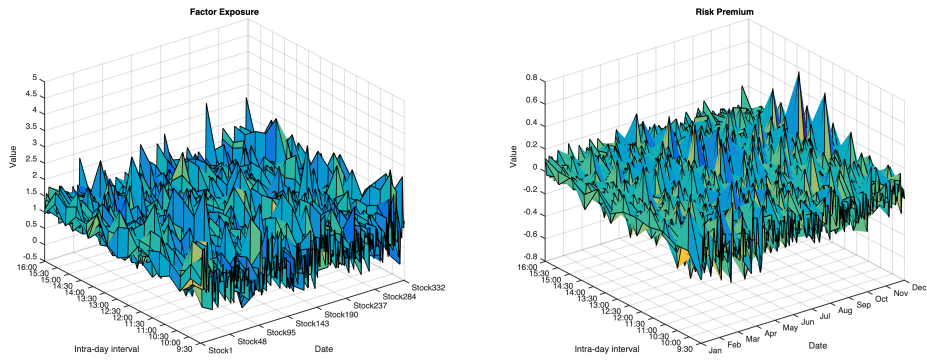 Factor Exposure
5
4.5
4
3.5
3
2.5
2
1.5
1
0.5
0
-0.5
Value
16:00
15:30
15:00
14:30
14:00
13:30
13:00
12:00
11:30
11:00
10:30
10:00
9:30
Intra-day interval
Stock1
Stock48
Stock95
Stock143
Stock190
Stock237
Stock284
Stock332
Date
Risk Premium
0.8
0.6
0.4
0.2
0
-0.2
-0.4
-0.6
-0.8
Value
16:00
15:30
15:00
14:30
14:00
13:30
13:00
12:00
11:30
11:00
10:30
10:00
9:30
Intra-day interval
Jan
Feb
Mar
Apr
May
Jun
Jul
Aug
Sep
Oct
Nov
Dec
Date